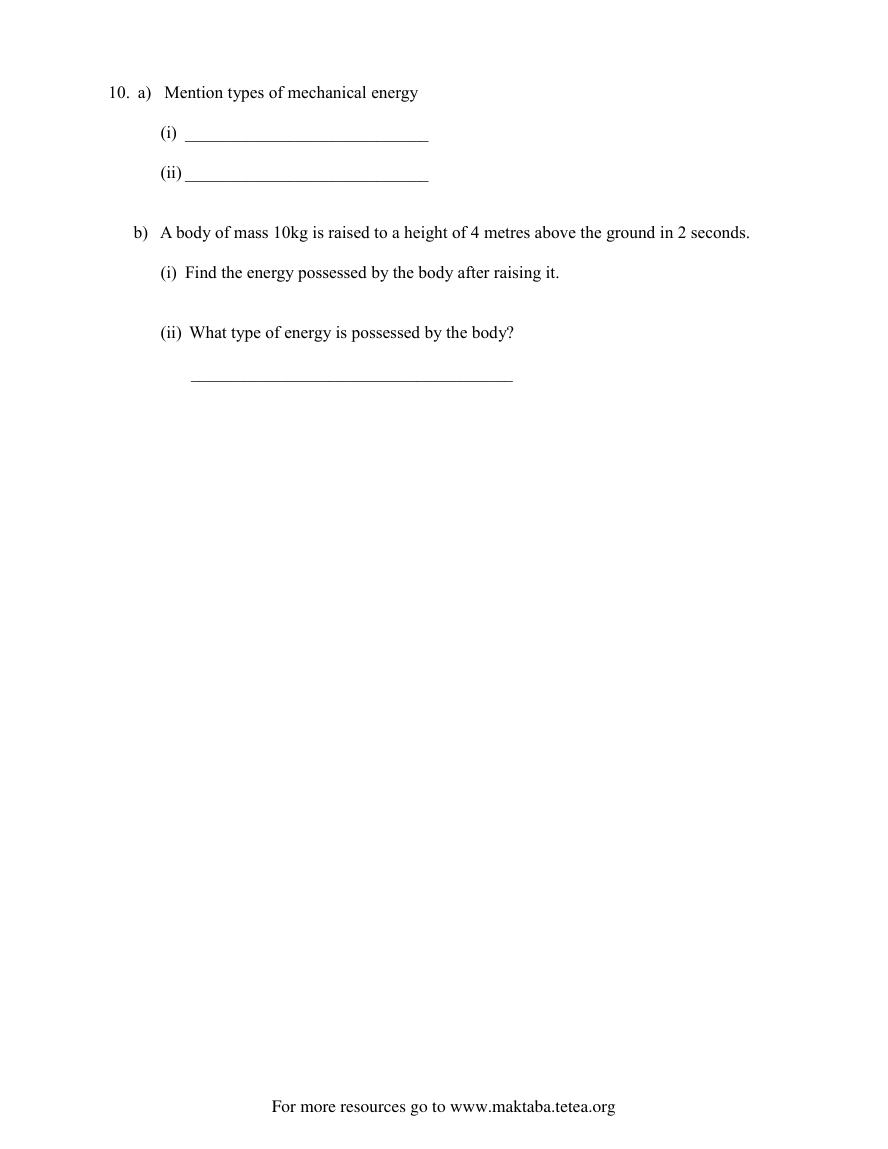 10. a) Mention types of mechanical energy
(i) ____________________________
(ii) ____________________________
b) A body of mass 10kg is raised to a height of 4 metres above the ground in 2 seconds.
(i) Find the energy possessed by the body after raising it.
(ii) What type of energy is possessed by the body?
_____________________________________
For more resources go to www.maktaba.tetea.org